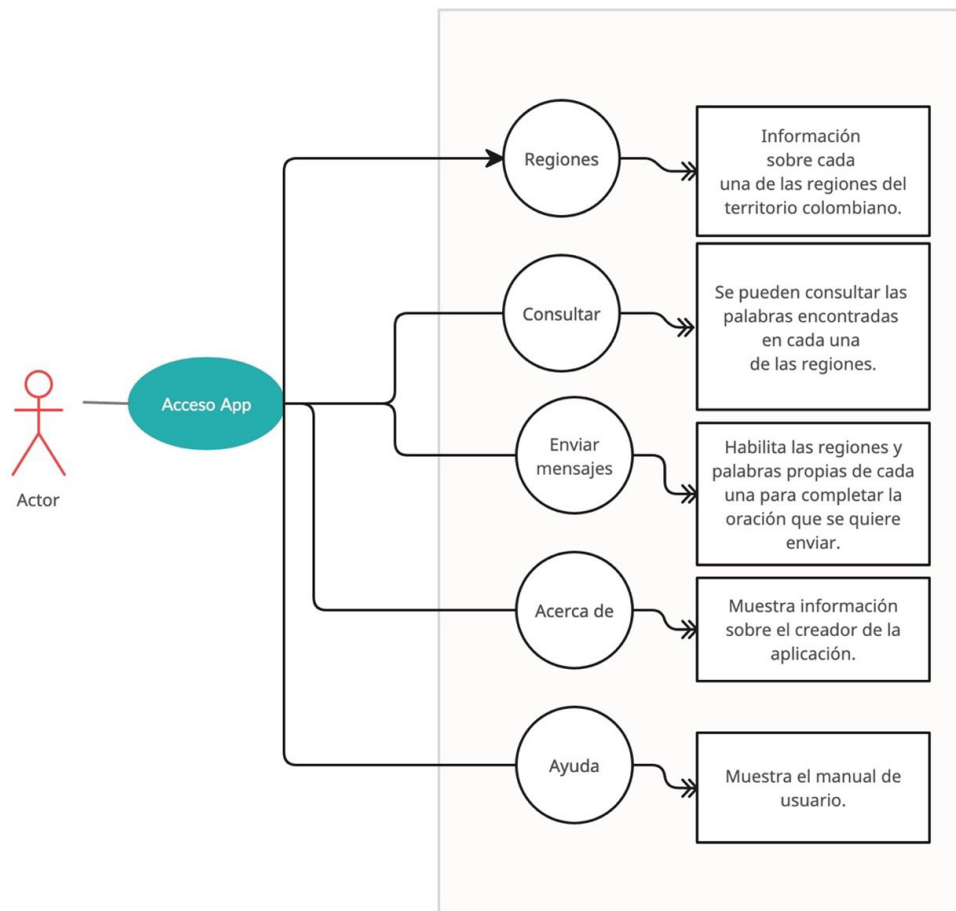 Actor
Acceso App
Regiones
Información
sobre cada
una de las regiones del
territorio colombiano.
Consultar
Se pueden consultar las
palabras encontradas
en cada una
de las regiones.
Enviar
mensajes
Habilita las regiones y
palabras propias de cada
una para completar la
oración que se quiere
enviar.
Acerca de
Muestra información
sobre el creador de la
aplicación.
Ayuda
Muestra el manual de
usuario.